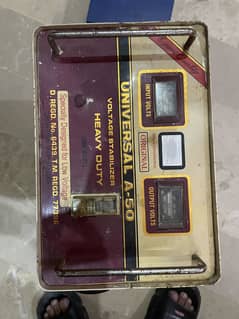 INPUT VOLTS
ORIGINAL
OUTPUT VOLTS
UNIVERSAL A-50
VOLTAGE STABILIZER
HEAVY DUTY
Specially Designed for Low Voltage
D. REGD. No. 6439 T.M. REGD.